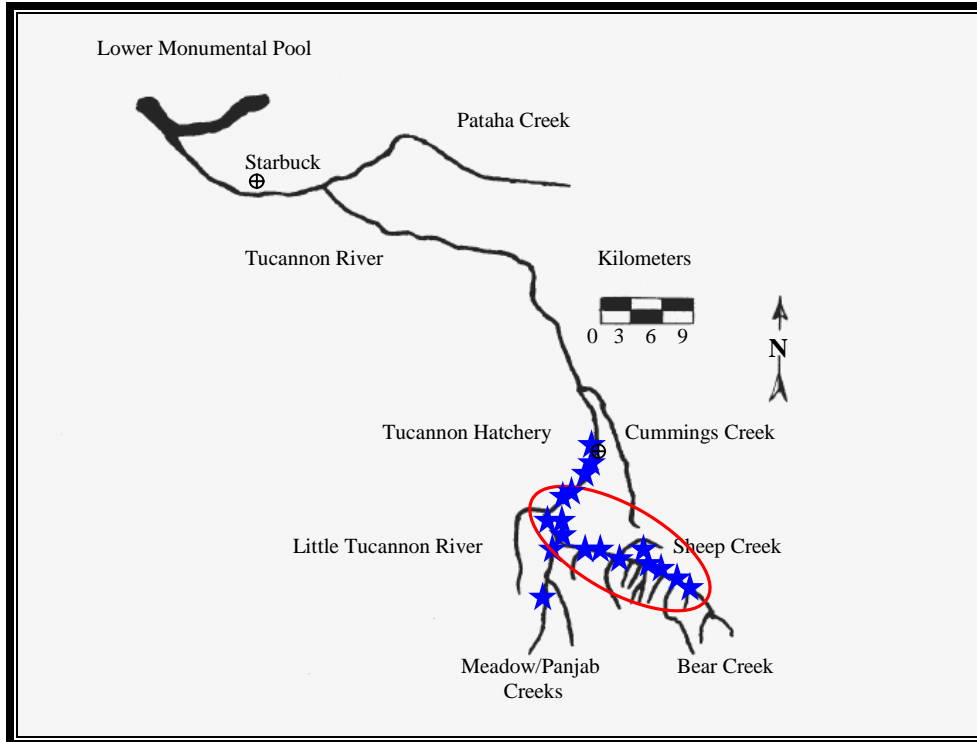 Lower Monumental Pool
Pataha Creek
Starbuck
Tucannon River
Kilometers
0 3 6 9
N
Tucannon Hatchery
Cummings Creek
Little Tucannon River
Sheep Creek
Meadow/Panjab
Creeks
Bear Creek